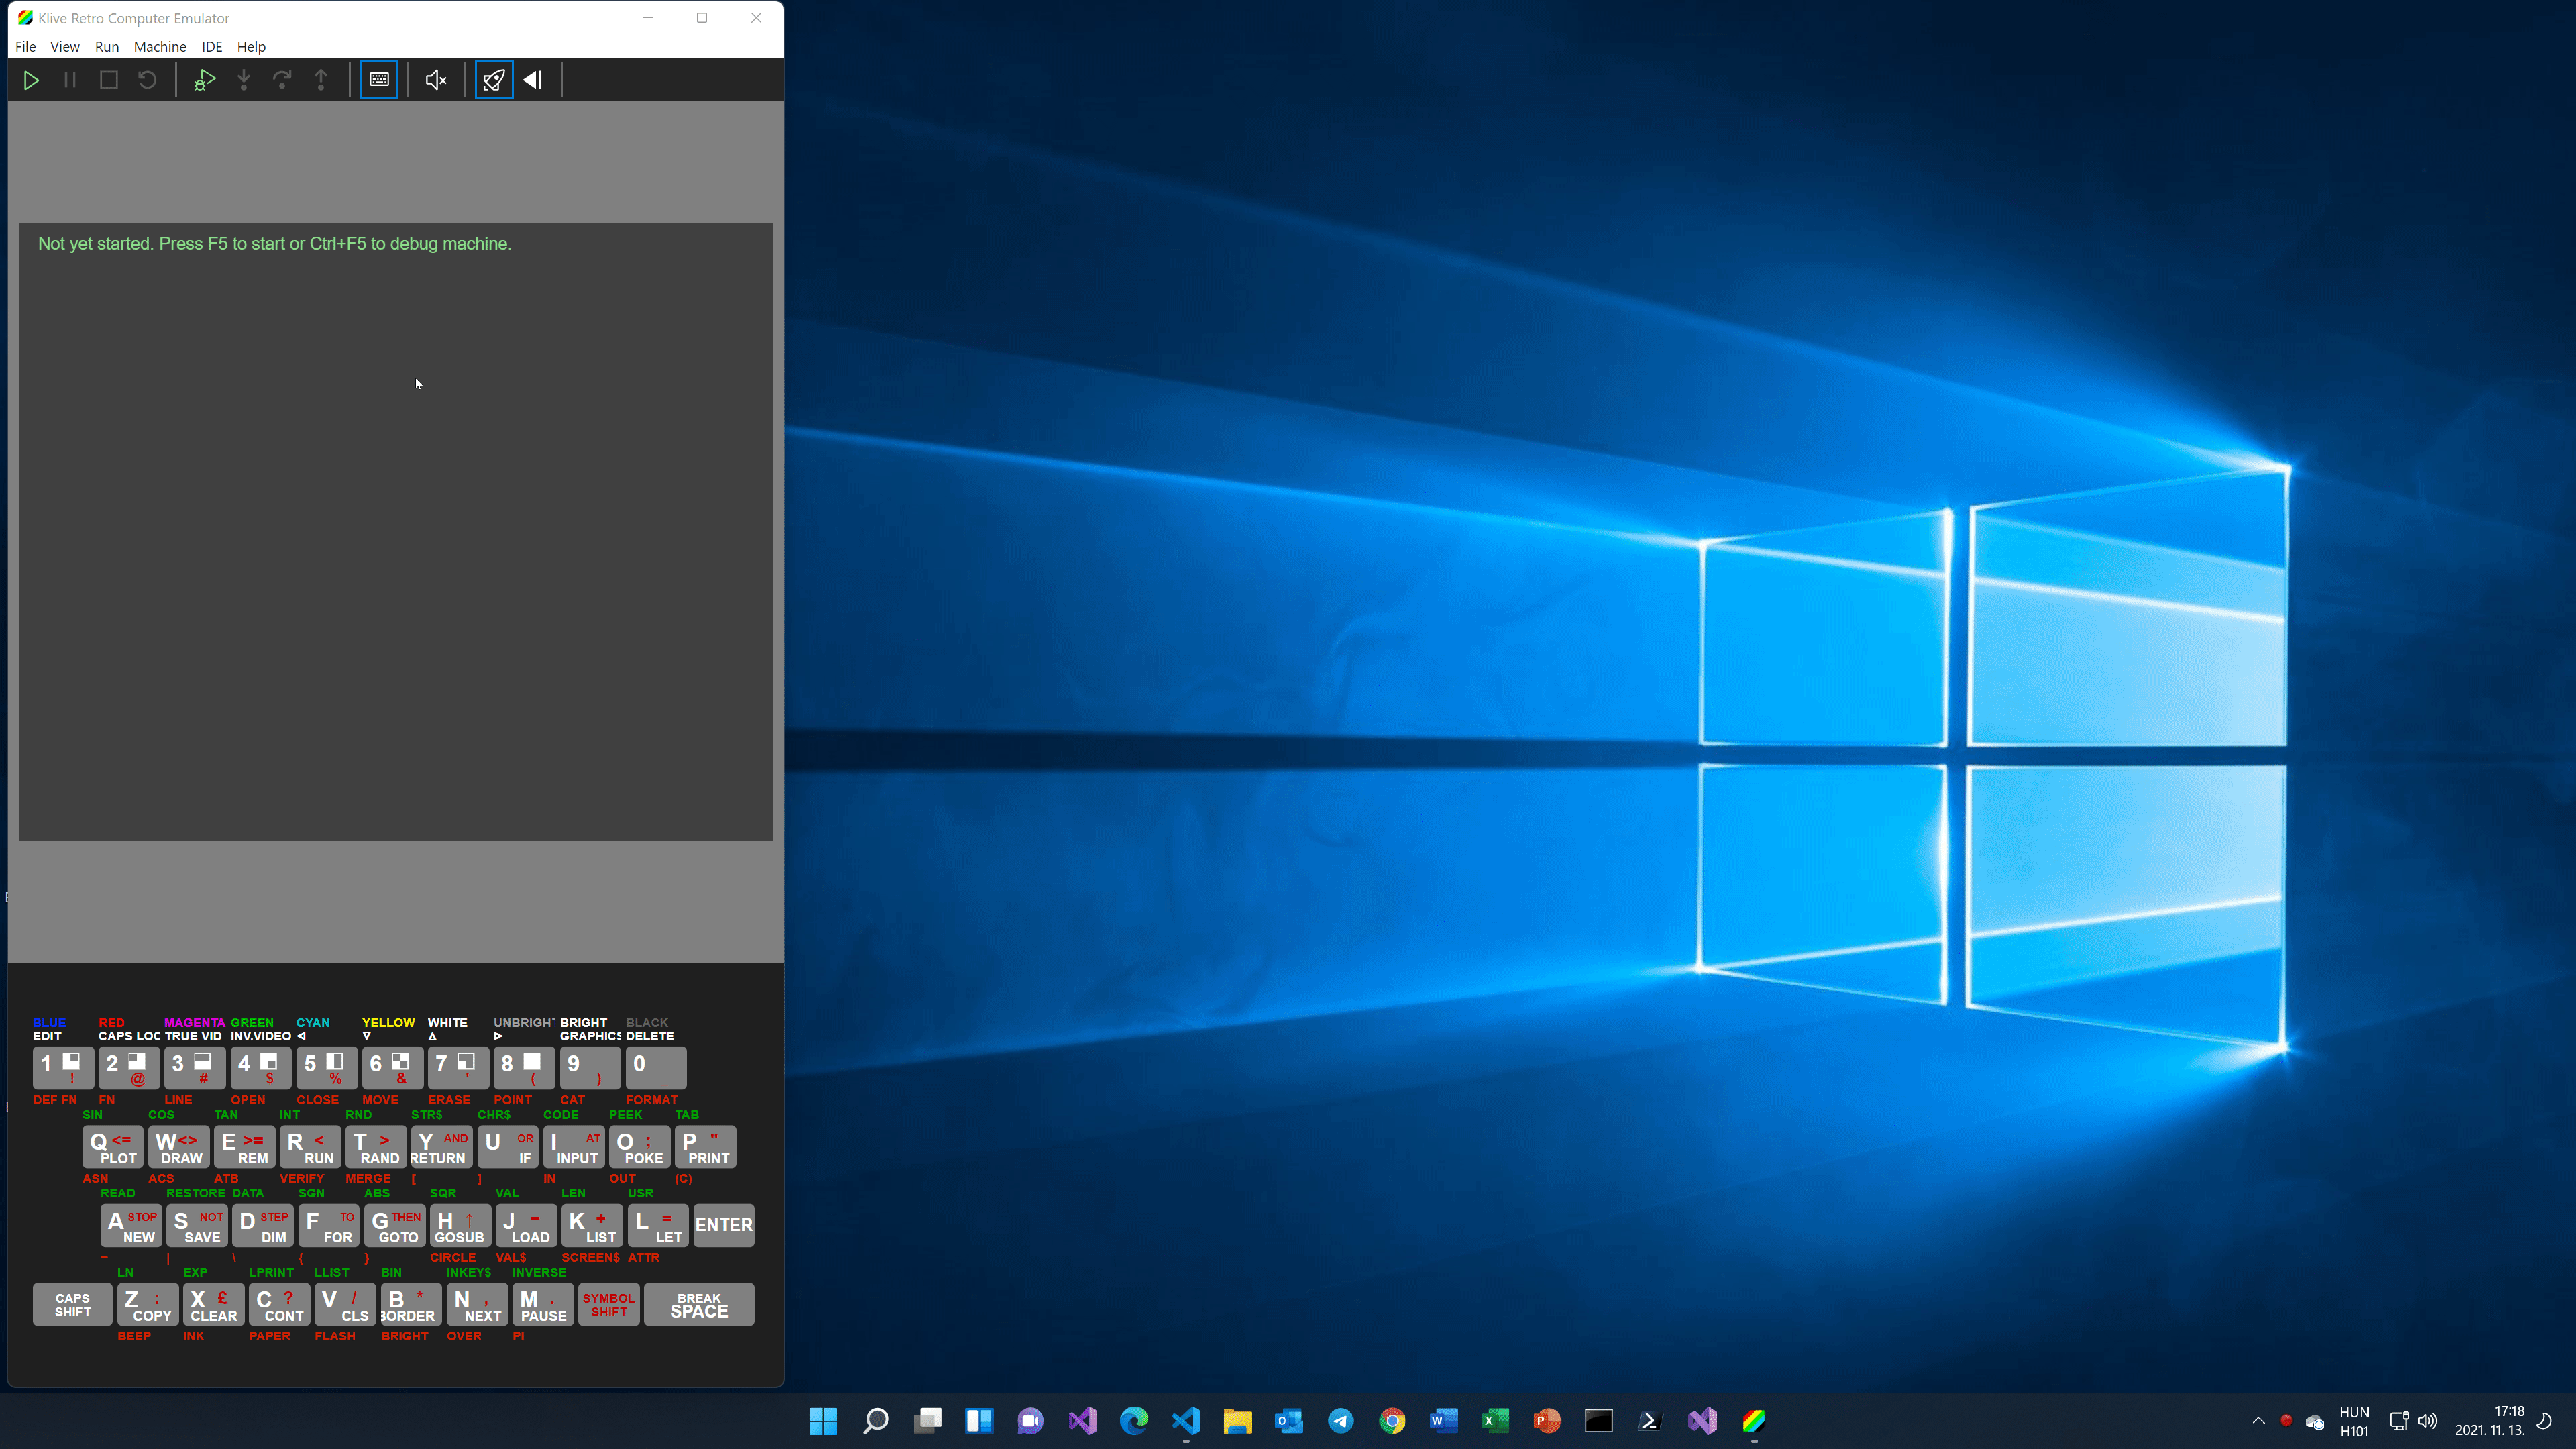 Klive Retro Computer Emulator
File View Run Machine IDE Help
Not yet started. Press F5 to start or Ctrl+F5 to debug machine.
BLUE RED MAGENTA GREEN CYAN YELLOW WHITE UNBRIGHT BRIGHT BLACK
EDIT CAPS LOC TRUE VID INV.VIDEO GRAPHICS DELETE
1 2 3 4 5 6 7 8 9 0
! @ # $ % & ' ( ) _
DEF FN FN LINE OPEN CLOSE MOVE ERASE POINT CAT FORMAT
SIN COS TAN INT RND STR$ CHR$ CODE PEEK TAB
Q <= W <> E >= R < T > Y AND U OR I AT O ; P "
PLOT DRAW REM RUN RAND RETURN IF INPUT POKE PRINT
ASN ACS ATB VERIFY MERGE [ ] IN OUT (C)
READ RESTORE DATA SGN ABS SQR VAL LEN USR
A STOP S NOT D STEP F TO G THEN H ↑ J - K + L = ENTER
NEW SAVE DIM FOR GOTO GOSUB LOAD LIST LET
~ | \ { } CIRCLE VAL$ SCREEN$ ATTR
LN EXP LPRINT LLIST BIN INKEY$ INVERSE
CAPS SHIFT Z : X £ C ? V / B * N , M . SYMBOL SHIFT BREAK SPACE
COPY CLEAR CONT CLS BORDER NEXT PAUSE
BEEP INK PAPER FLASH BRIGHT OVER PI
HUN
H101
17:18
2021. 11. 13.